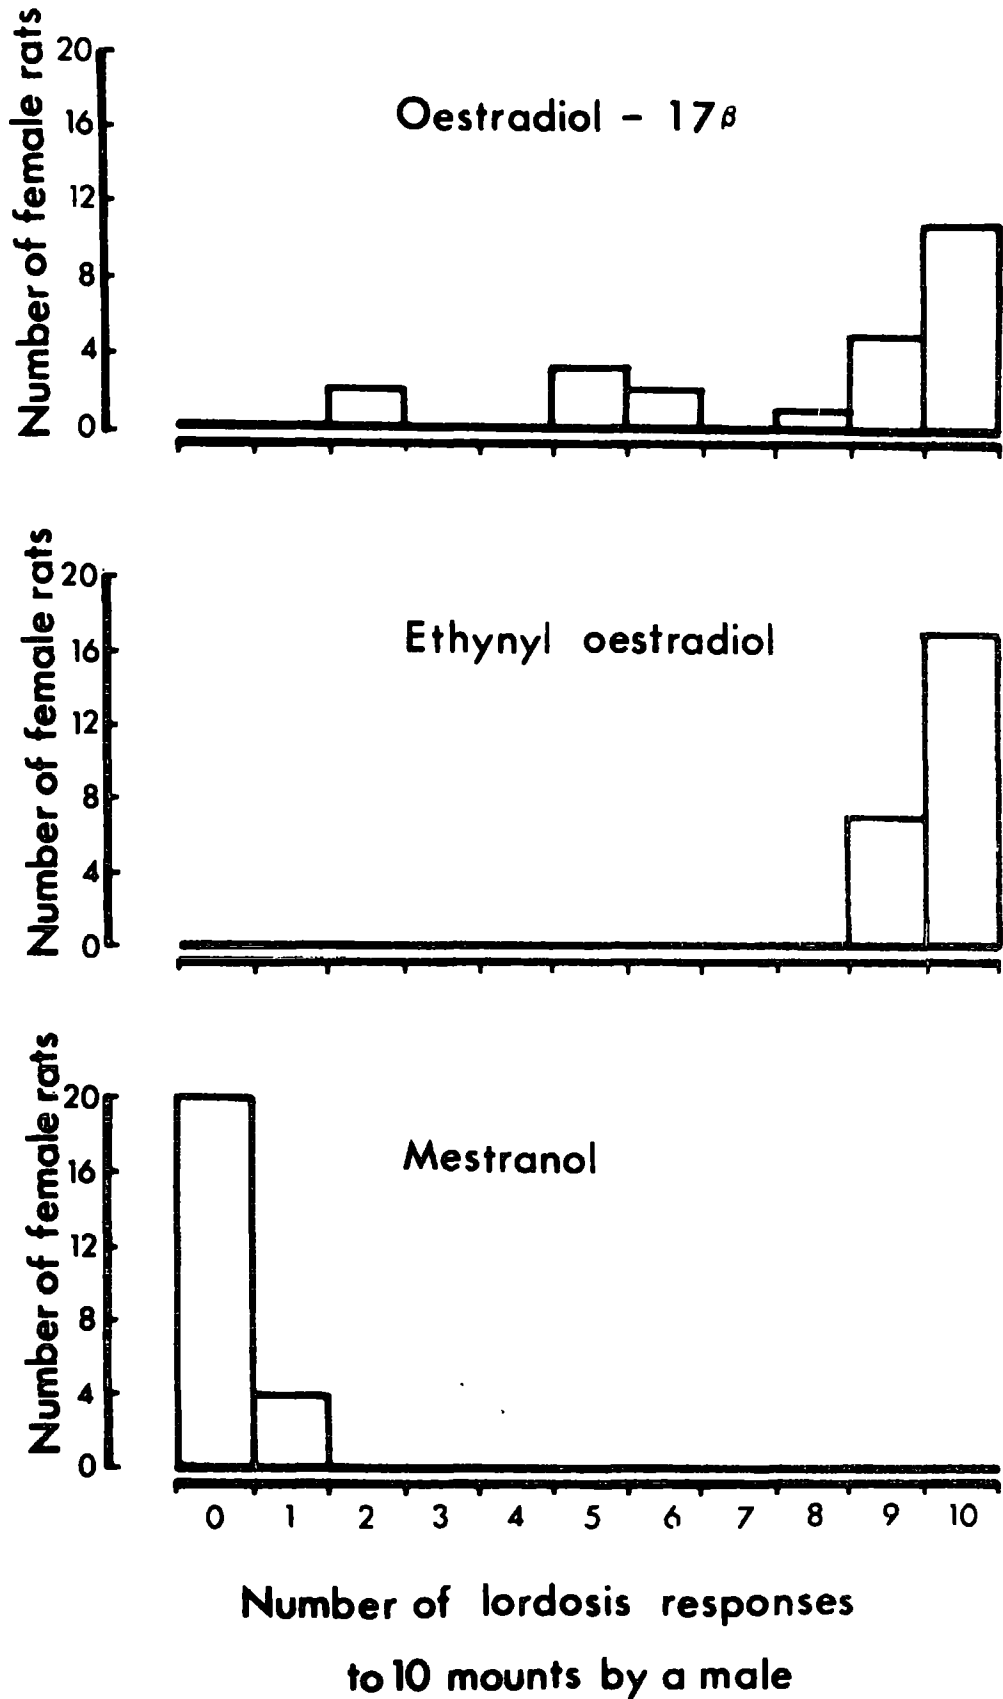 Number of female rats
20
16
12
8
4
0
Oestradiol - 17β
Number of female rats
20
16
12
8
4
0
Ethynyl oestradiol
Number of female rats
20
16
12
8
4
0
Mestranol
0 1 2 3 4 5 6 7 8 9 10
Number of lordosis responses
to 10 mounts by a male